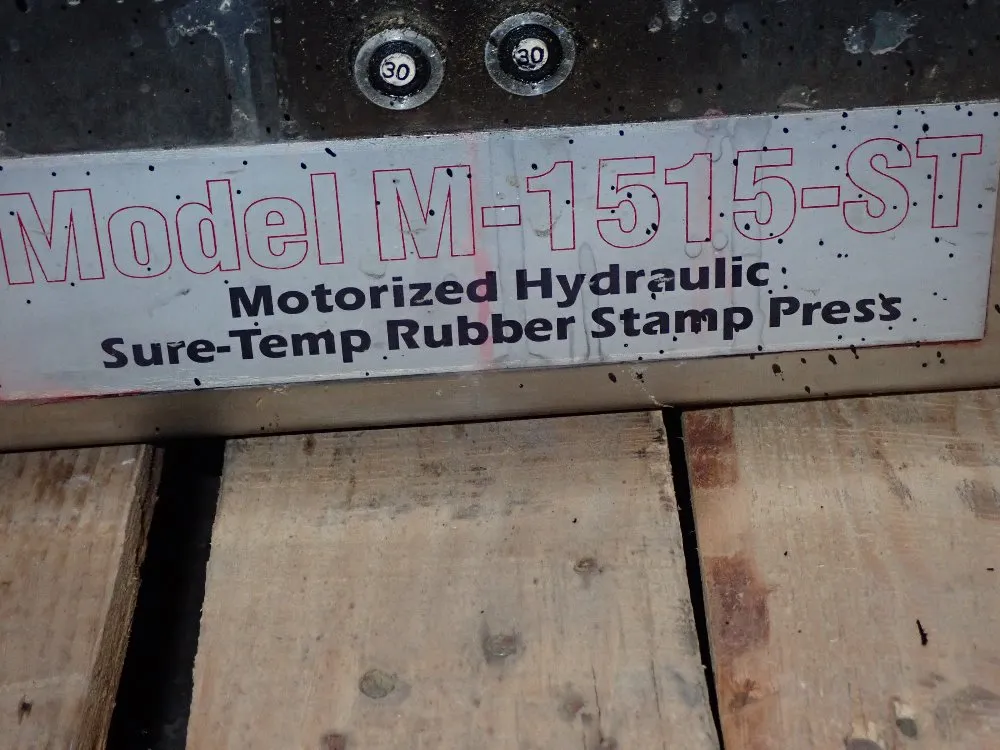 30 30
Model M-1515-ST
Motorized Hydraulic
Sure-Temp Rubber Stamp Press